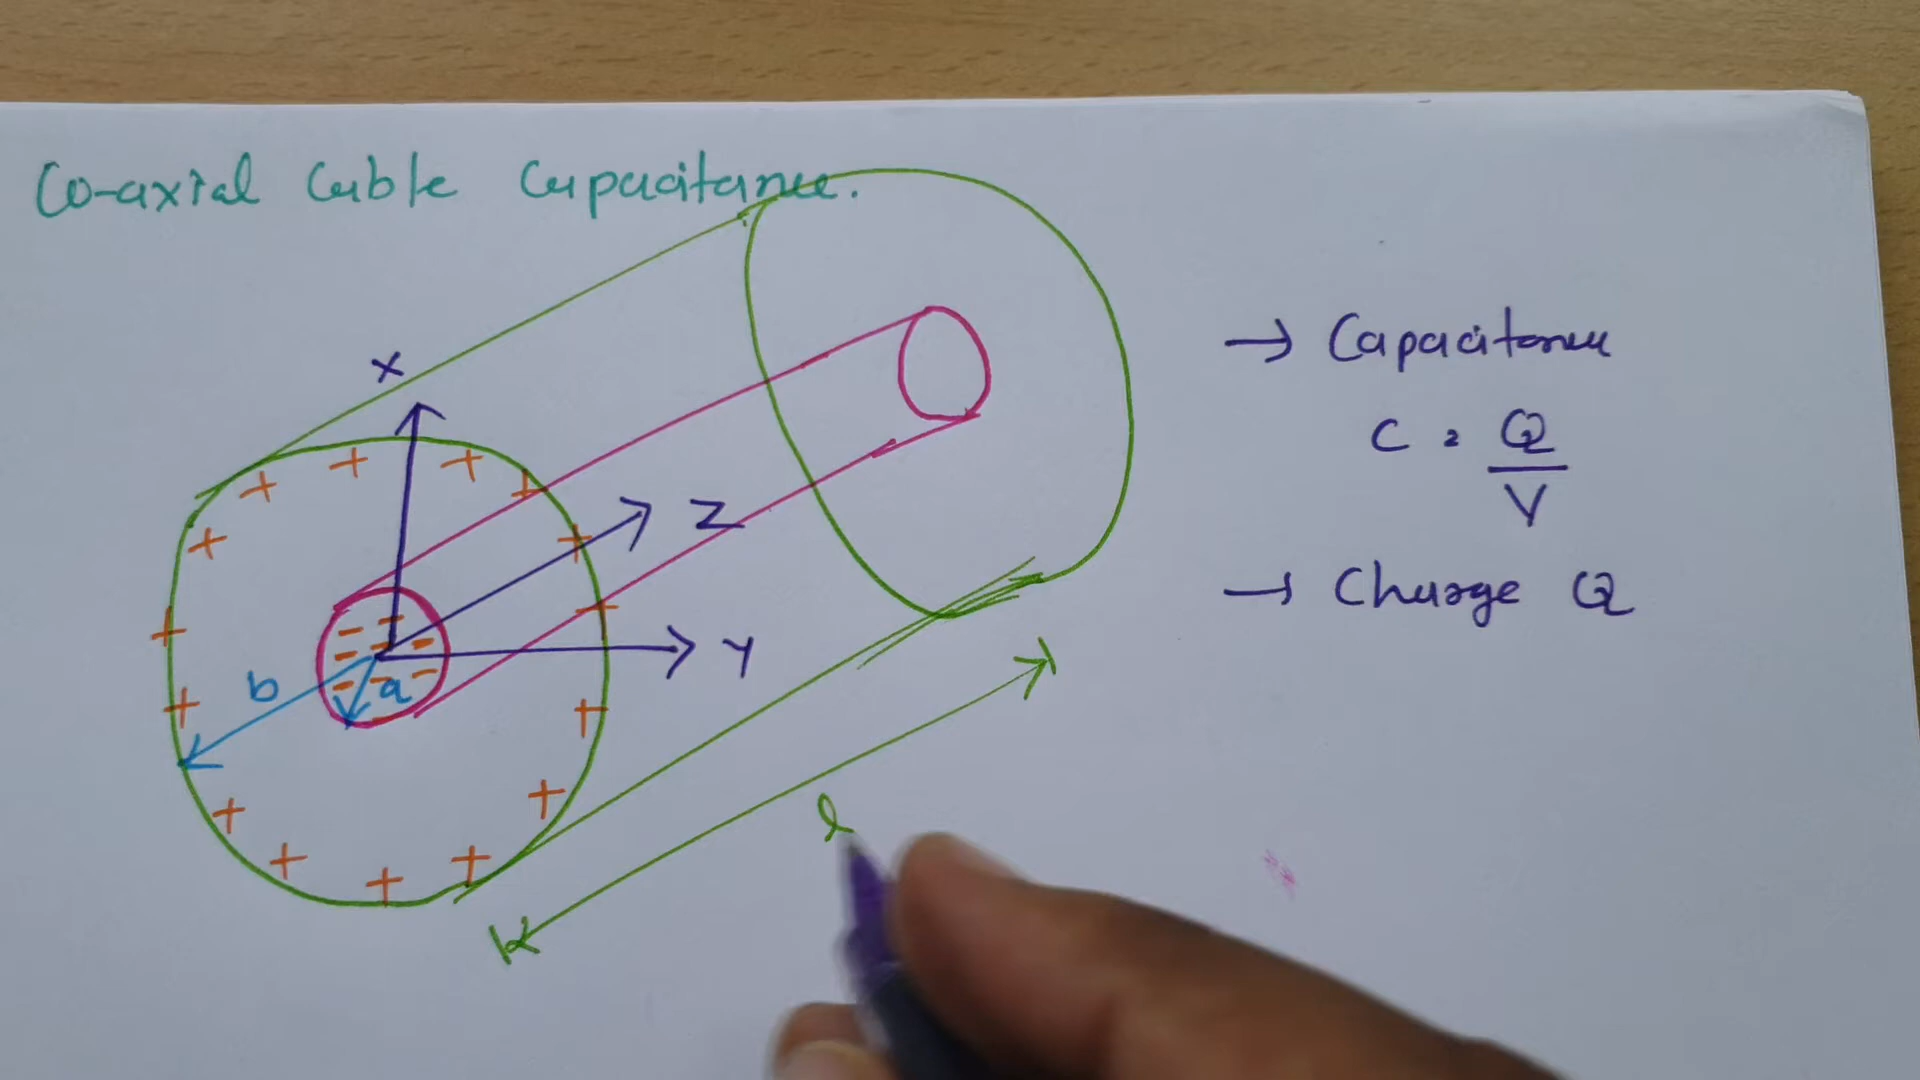 Co-axial Cable Capacitance.
X
Z
Y
b
a
l
→ Capacitance
C = Q
V
→ Charge Q